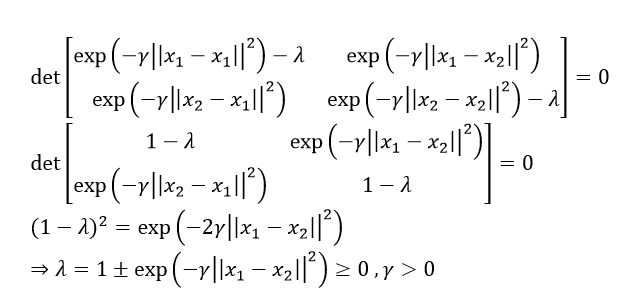 det [exp(−γ||x₁ − x₁||²) − λ   exp(−γ||x₁ − x₂||²)
exp(−γ||x₂ − x₁||²)   exp(−γ||x₂ − x₂||²) − λ] = 0
det [1 − λ   exp(−γ||x₁ − x₂||²)
exp(−γ||x₂ − x₁||²)   1 − λ] = 0
(1 − λ)² = exp(−2γ||x₁ − x₂||²)
⇒ λ = 1 ± exp(−γ||x₁ − x₂||²) ≥ 0 , γ > 0